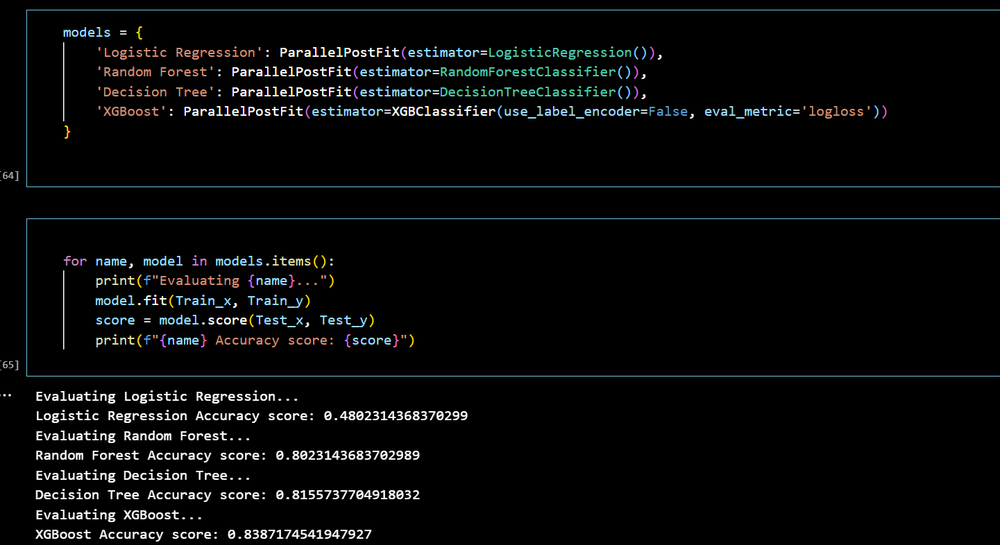 models = {
    'Logistic Regression': ParallelPostFit(estimator=LogisticRegression()),
    'Random Forest': ParallelPostFit(estimator=RandomForestClassifier()),
    'Decision Tree': ParallelPostFit(estimator=DecisionTreeClassifier()),
    'XGBoost': ParallelPostFit(estimator=XGBClassifier(use_label_encoder=False, eval_metric='logloss'))
}
[64]
for name, model in models.items():
    print(f"Evaluating {name}...")
    model.fit(Train_x, Train_y)
    score = model.score(Test_x, Test_y)
    print(f"{name} Accuracy score: {score}")
[65]
...
Evaluating Logistic Regression...
Logistic Regression Accuracy score: 0.4802314368370299
Evaluating Random Forest...
Random Forest Accuracy score: 0.8023143683702989
Evaluating Decision Tree...
Decision Tree Accuracy score: 0.8155737704918032
Evaluating XGBoost...
XGBoost Accuracy score: 0.8387174541947927